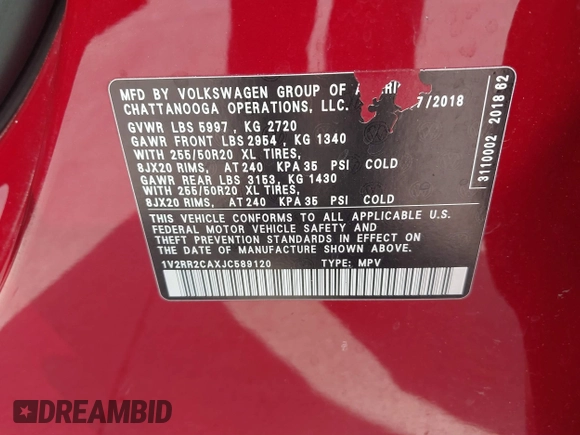 MFD BY VOLKSWAGEN GROUP OF
CHATTANOOGA OPERATIONS, LLC. 7/2018
GVWR LBS 5997 , KG 2720
GAWR FRONT LBS 2954 , KG 1340
WITH 255/50R20 XL TIRES,
8JX20 RIMS, AT 240 KPA 35 PSI COLD
GAWR REAR LBS 3153, KG 1430
WITH 255/50R20 XL TIRES,
8JX20 RIMS, AT 240 KPA 35 PSI COLD
THIS VEHICLE CONFORMS TO ALL APPLICABLE U.S.
FEDERAL MOTOR VEHICLE SAFETY AND
THEFT PREVENTION STANDARDS IN EFFECT ON
DATE OF MANUFACTURE SHOWN ABOVE.
1V2RR2CAXJC589120 TYPE: MPV
3110002 2018 62
DREAMBID